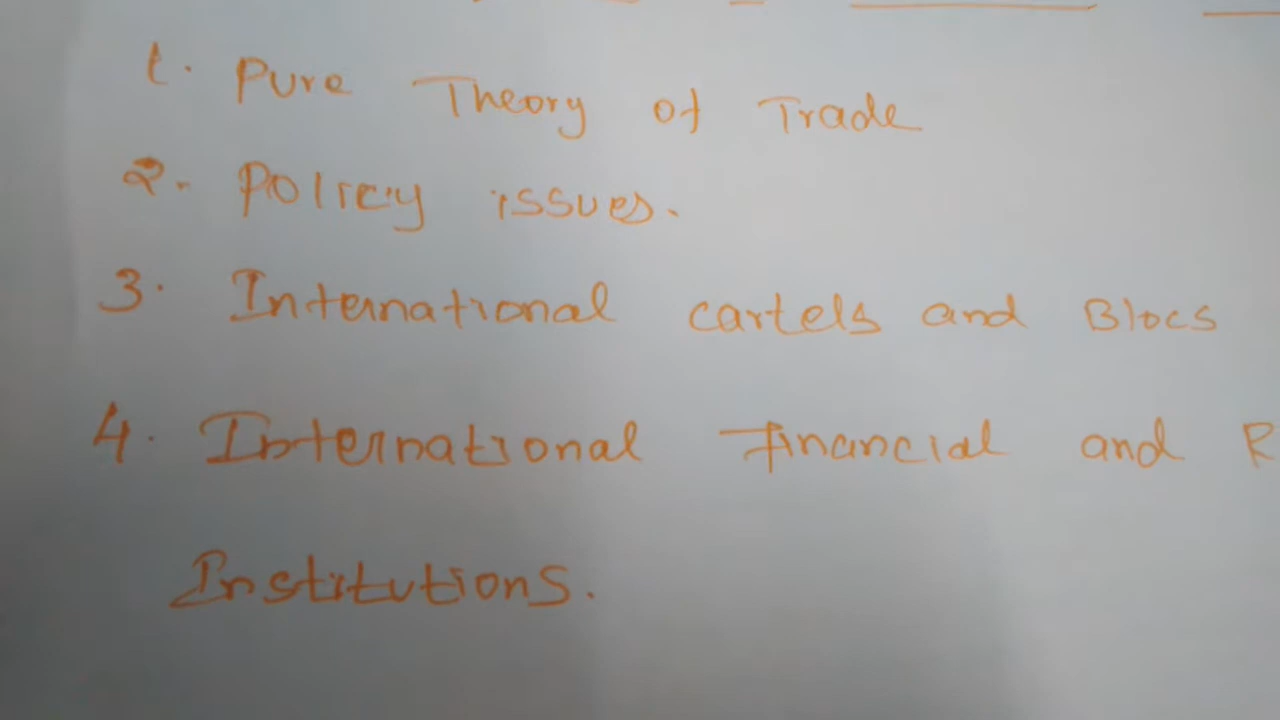 1. Pure Theory of Trade
2. Policy issues.
3. International cartels and Blocs
4. International Financial and R
Institutions.